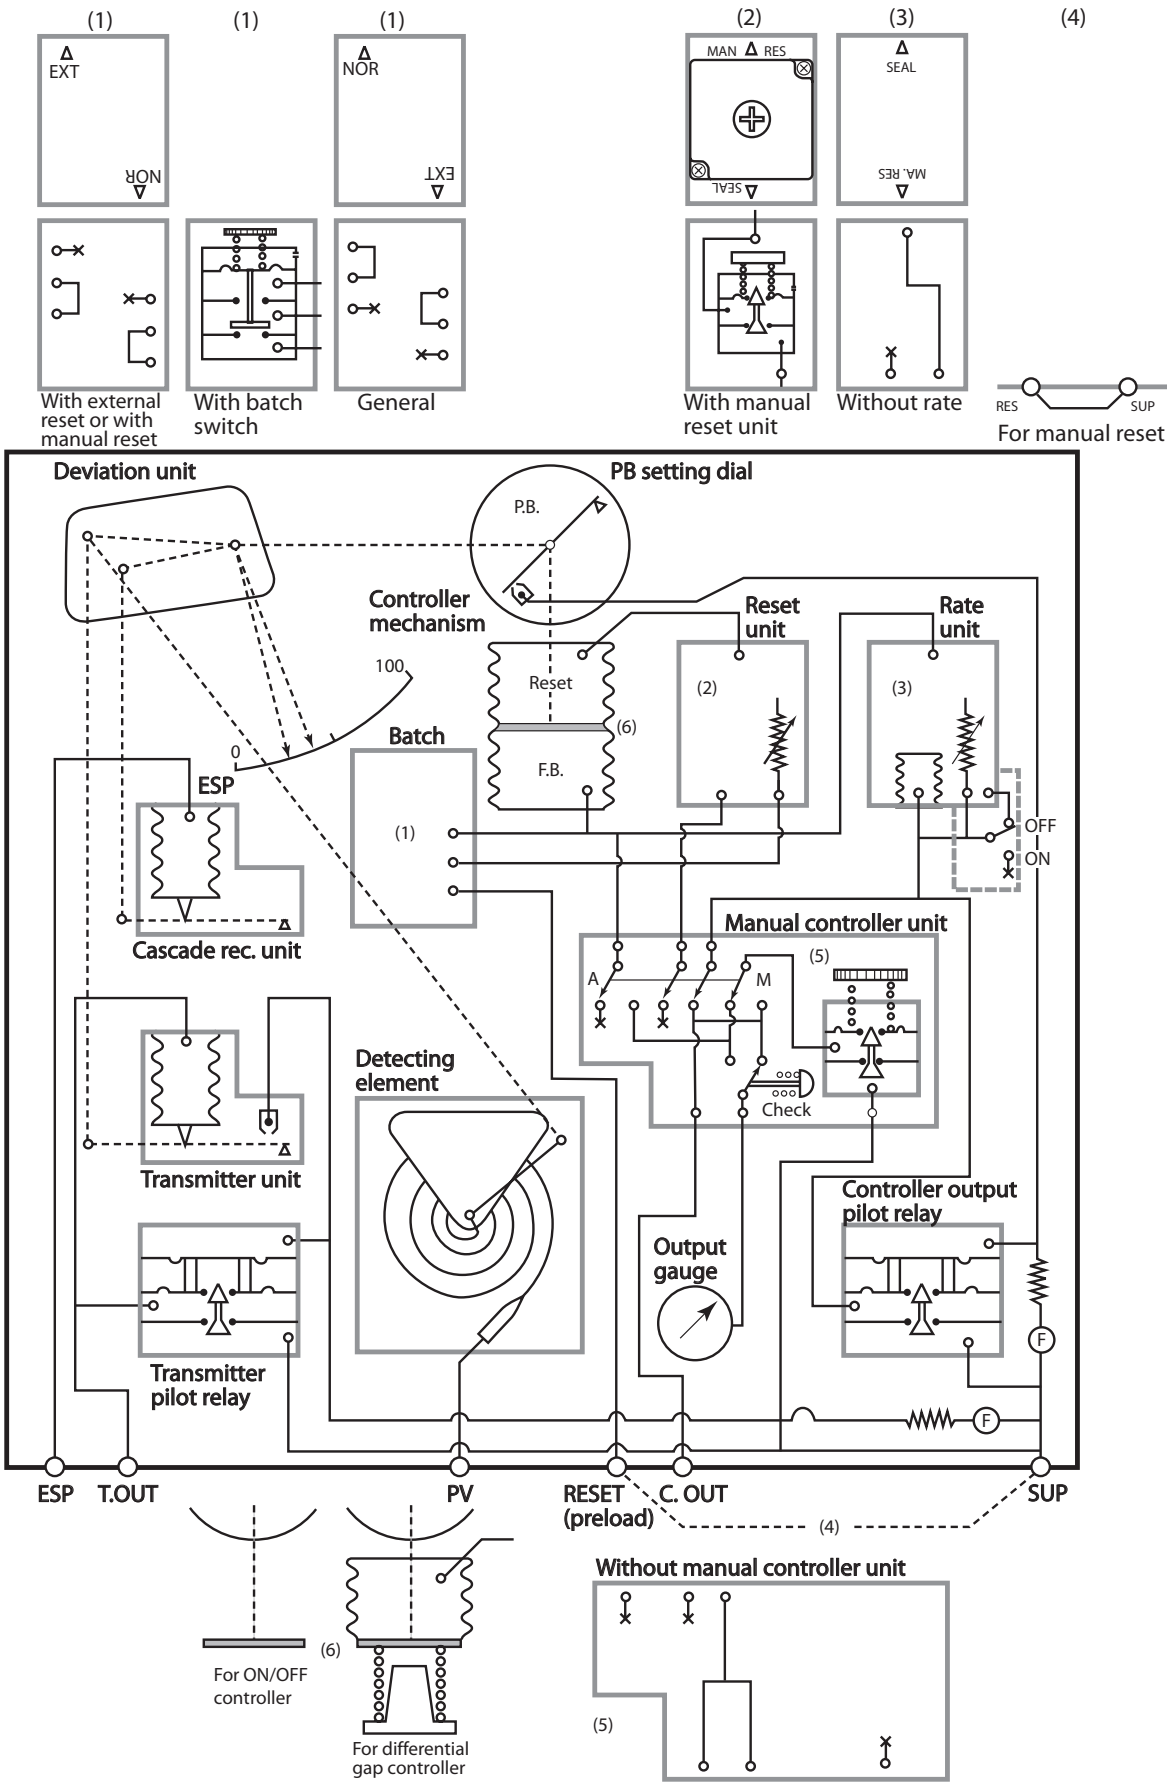 (1)
(1)
(1)
(2)
(3)
(4)
EXT
NOR
NOR
EXT
MAN RES
SEAL
SEAL
MA. RES
With external
reset or with
manual reset
With batch
switch
General
With manual
reset unit
Without rate
RES
SUP
For manual reset
Deviation unit
PB setting dial
P.B.
Controller
mechanism
Reset
unit
Rate
unit
100
0
Reset
(6)
F.B.
(2)
(3)
Batch
(1)
ESP
OFF
ON
Cascade rec. unit
Manual controller unit
(5)
A
M
Check
Detecting
element
Transmitter unit
Controller output
pilot relay
Output
gauge
F
Transmitter
pilot relay
F
ESP
T.OUT
PV
RESET
(preload)
C. OUT
SUP
(4)
Without manual controller unit
(6)
For ON/OFF
controller
For differential
gap controller
(5)